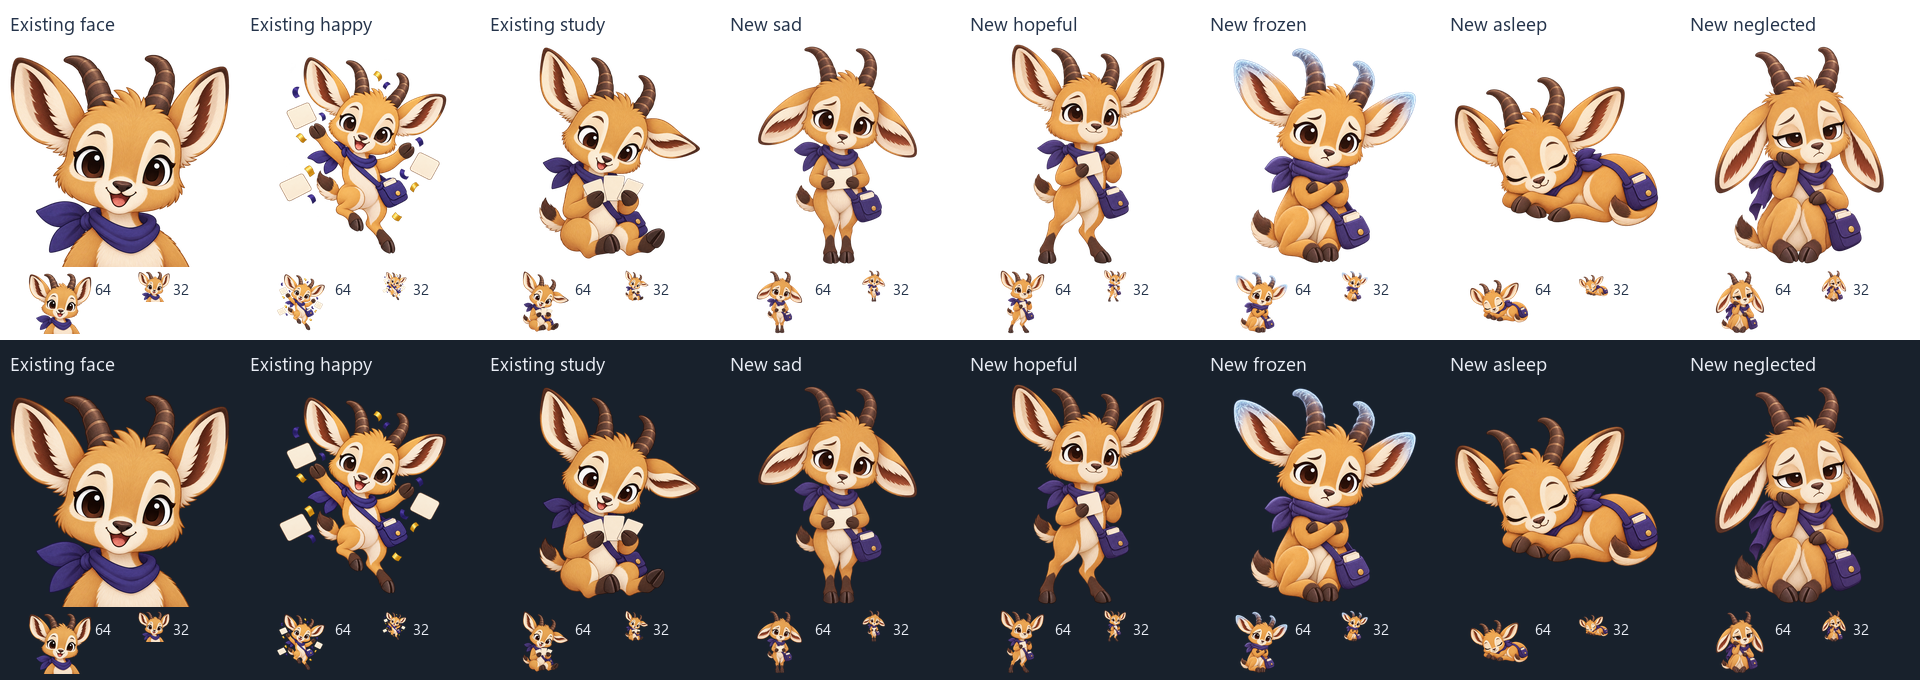 Existing face
Existing happy
Existing study
New sad
New hopeful
New frozen
New asleep
New neglected
64 32
64 32
64 32
64 32
64 32
64 32
64 32
64 32
Existing face
Existing happy
Existing study
New sad
New hopeful
New frozen
New asleep
New neglected
64 32
64 32
64 32
64 32
64 32
64 32
64 32
64 32